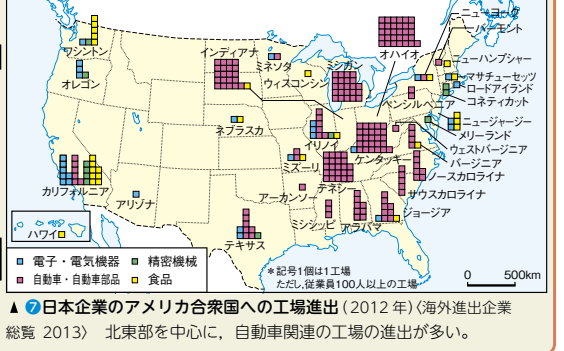 ニューヨーク
バーモント
ワシントン
インディアナ
ミネソタ
ミシガン
オハイオ
ニューハンプシャー
ウィスコンシン
マサチューセッツ
ロードアイランド
コネティカット
オレゴン
ペンシルベニア
ネブラスカ
イリノイ
ニュージャージー
メリーランド
ウェストバージニア
バージニア
ミズーリ
ケンタッキー
ノースカロライナ
カリフォルニア
アリゾナ
アーカンソー
テネシー
サウスカロライナ
ミシシッピ
アラバマ
ジョージア
ハワイ
テキサス
電子・電気機器 精密機械
自動車・自動車部品 食品
*記号1個は1工場
ただし,従業員100人以上の工場
0 500km
▲ ❼日本企業のアメリカ合衆国への工場進出(2012年)〈海外進出企業
総覧 2013〉 北東部を中心に,自動車関連の工場の進出が多い。